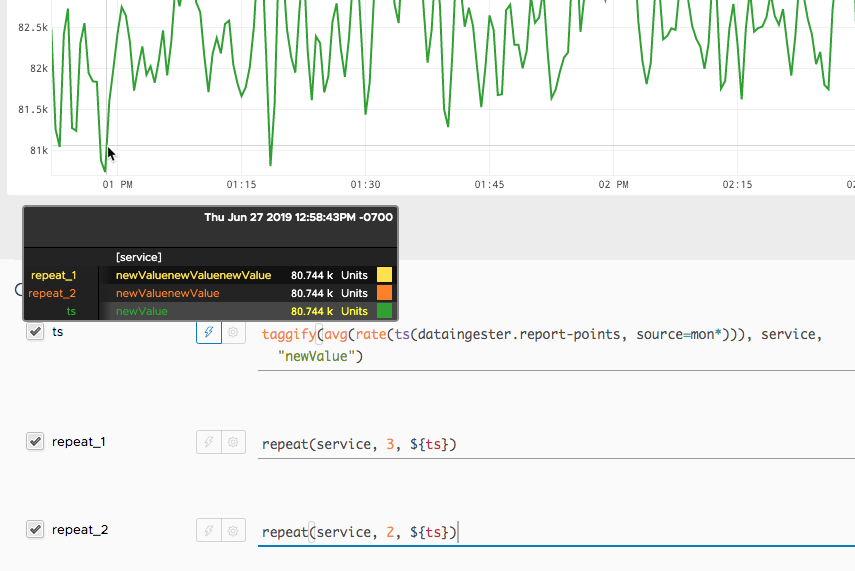 82.5k
82k
81.5k
81k
01 PM 01:15 01:30 01:45 02 PM 02:15 02
Thu Jun 27 2019 12:58:43PM -0700
[service]
repeat_1 newValuenewValuenewValue 80.744 k Units
repeat_2 newValuenewValue 80.744 k Units
ts newValue 80.744 k Units
ts taggify(avg(rate(ts(dataingester.report-points, source=mon*))), service,
"newValue")
repeat_1 repeat(service, 3, ${ts})
repeat_2 repeat(service, 2, ${ts})